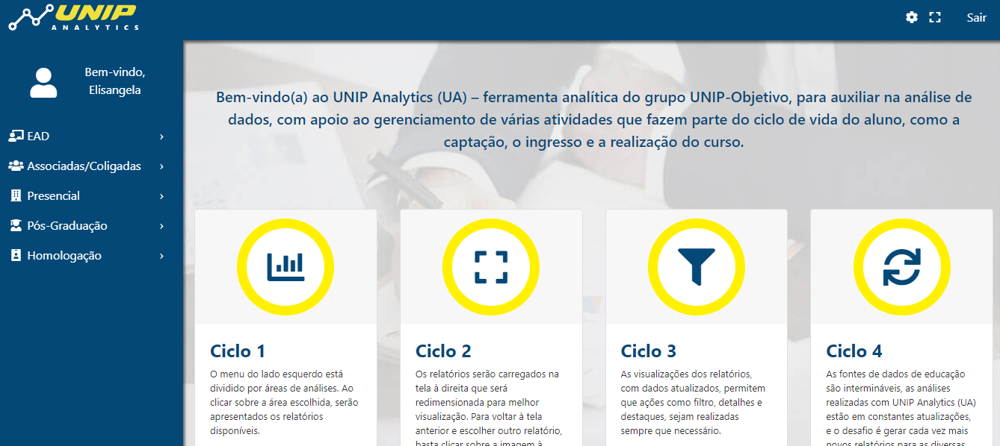 UNIP
ANALYTICS
Sair
Bem-vindo,
Elisangela
EAD
Associadas/Coligadas
Presencial
Pós-Graduação
Homologação
Bem-vindo(a) ao UNIP Analytics (UA) – ferramenta analítica do grupo UNIP-Objetivo, para auxiliar na análise de
dados, com apoio ao gerenciamento de várias atividades que fazem parte do ciclo de vida do aluno, como a
captação, o ingresso e a realização do curso.
Ciclo 1
O menu do lado esquerdo está
dividido por áreas de análises. Ao
clicar sobre a área escolhida, serão
apresentados os relatórios
disponíveis.
Ciclo 2
Os relatórios serão carregados na
tela à direita que será
redimensionada para melhor
visualização. Para voltar à tela
anterior e escolher outro relatório,
basta clicar sobre a imagem à
Ciclo 3
As visualizações dos relatórios,
com dados atualizados, permitem
que ações como filtro, detalhes e
destaques, sejam realizadas
sempre que necessário.
Ciclo 4
As fontes de dados de educação
são intermináveis, as análises
realizadas com UNIP Analytics (UA)
estão em constantes atualizações,
e o desafio é gerar cada vez mais
novos relatórios para as diversas